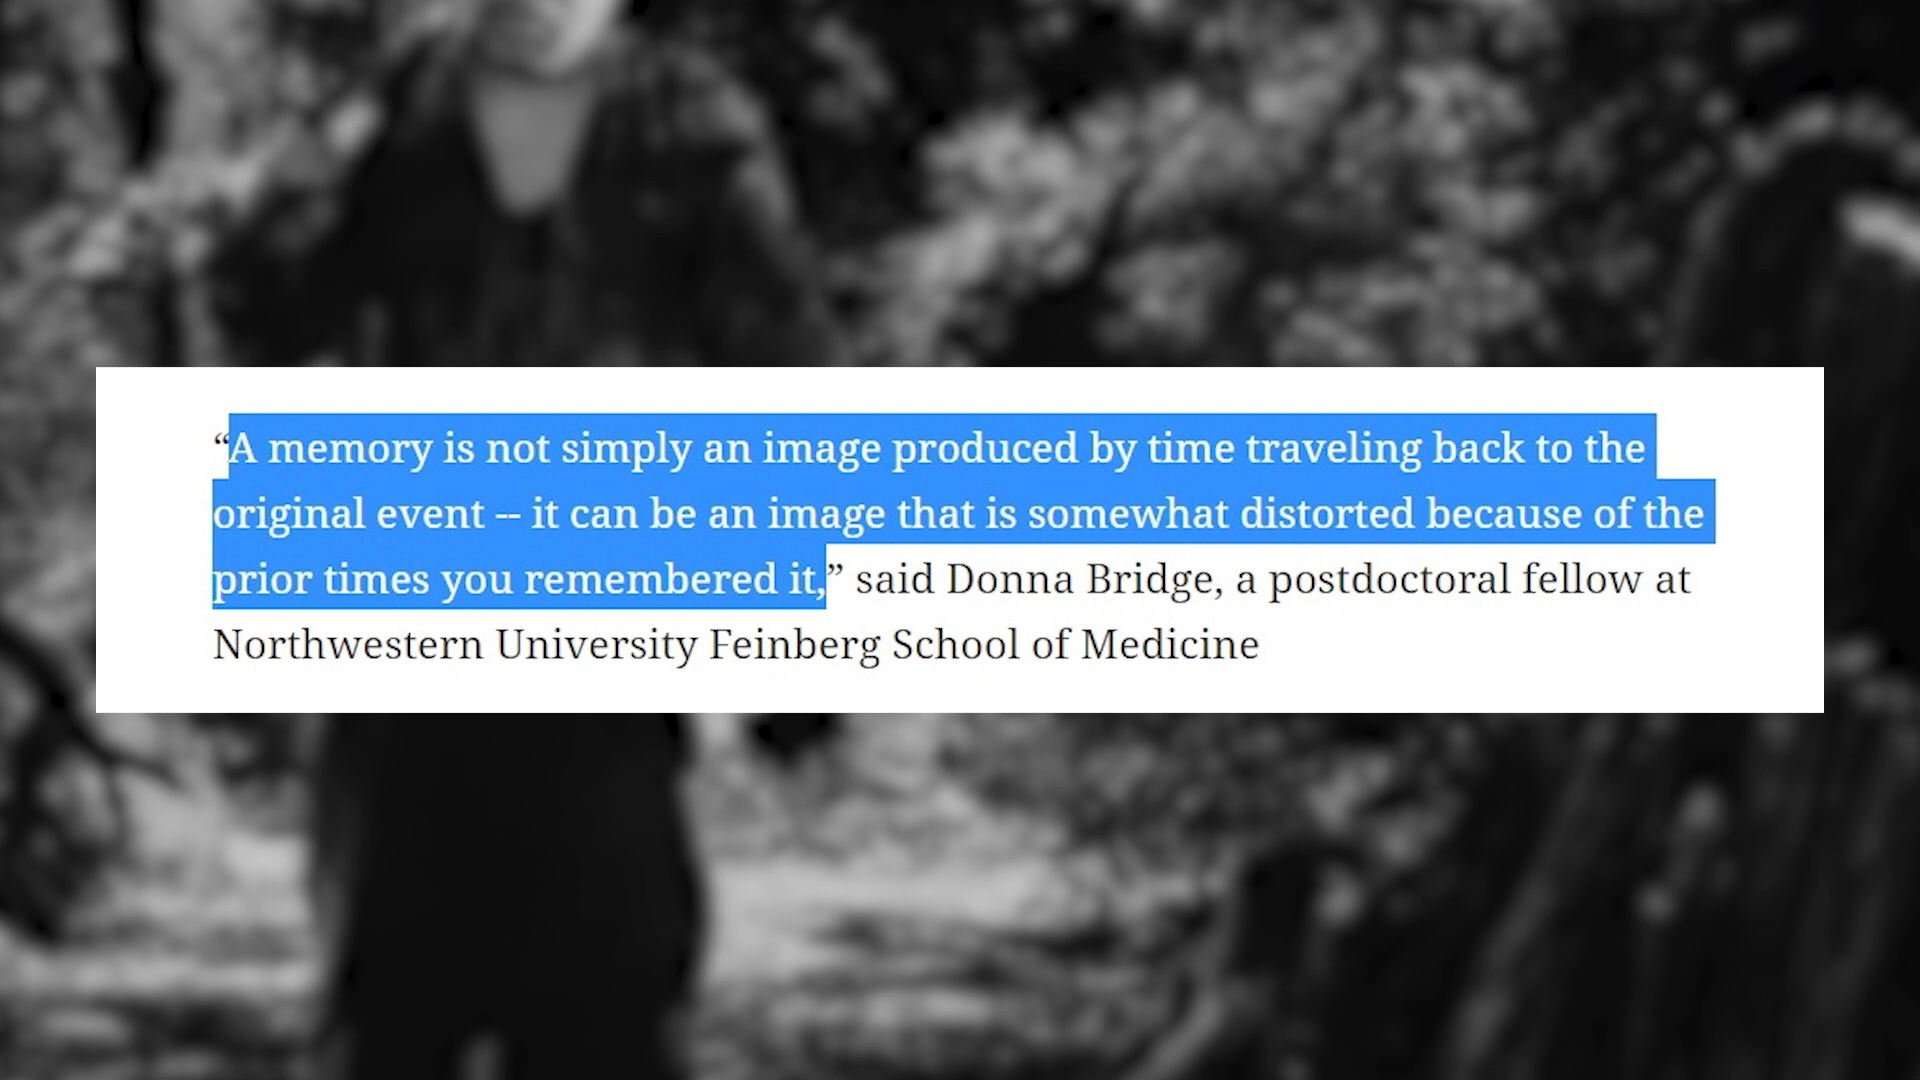 “A memory is not simply an image produced by time traveling back to the
original event -- it can be an image that is somewhat distorted because of the
prior times you remembered it,” said Donna Bridge, a postdoctoral fellow at
Northwestern University Feinberg School of Medicine